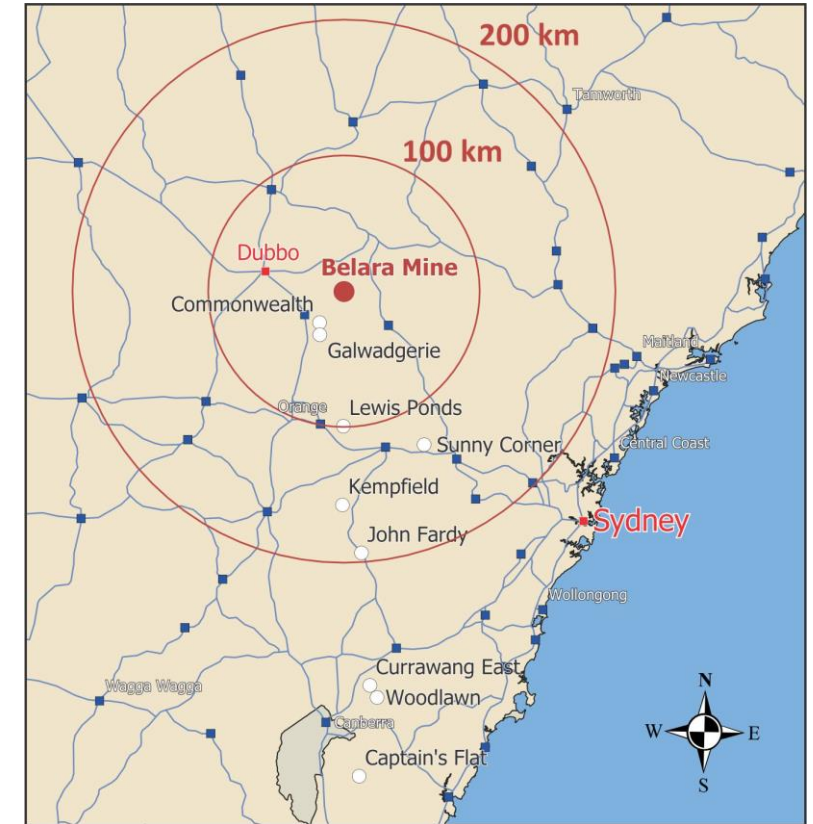 200 km
Tamworth
100 km
Dubbo
Belara Mine
Commonwealth
Galwadgerie
Maitland
Newcastle
Orange
Lewis Ponds
Sunny Corner
Central Coast
Kempfield
Sydney
John Fardy
Wollongong
Currawang East
Wagga Wagga
Woodlawn
Canberra
Captain's Flat
N
W
E
S